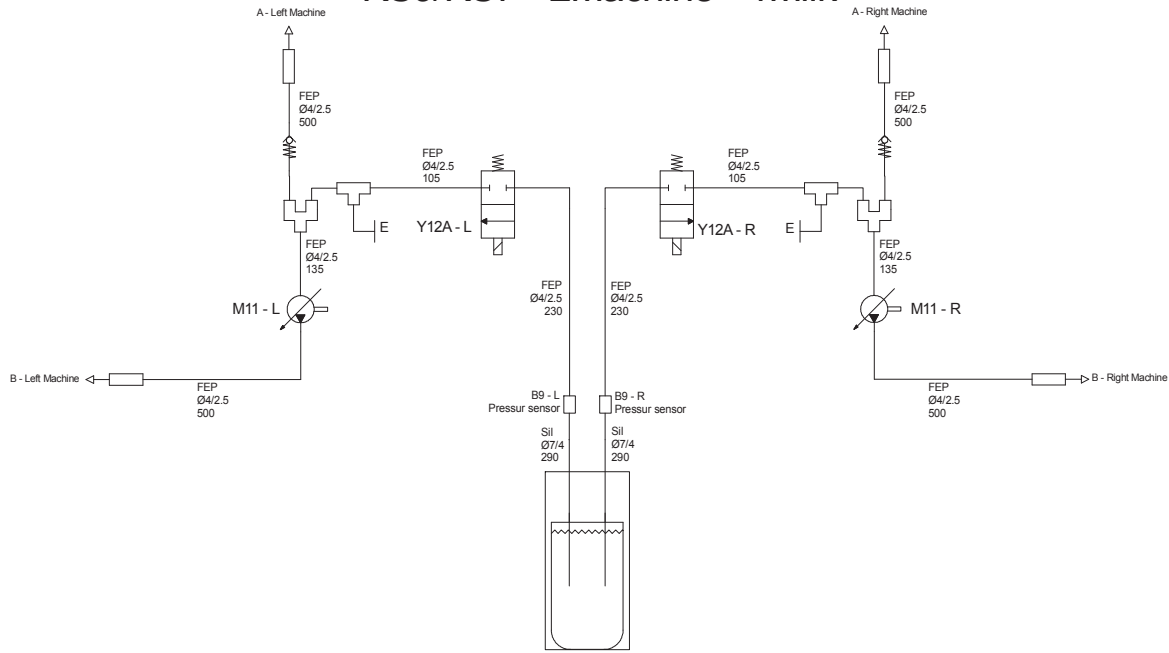 A - Left Machine
A - Right Machine
FEP
Ø4/2.5
500
FEP
Ø4/2.5
500
FEP
Ø4/2.5
105
FEP
Ø4/2.5
105
E
Y12A - L
Y12A - R
E
FEP
Ø4/2.5
135
FEP
Ø4/2.5
135
FEP
Ø4/2.5
230
FEP
Ø4/2.5
230
M11 - L
M11 - R
B - Left Machine
B - Right Machine
FEP
Ø4/2.5
500
FEP
Ø4/2.5
500
B9 - L
Pressur sensor
B9 - R
Pressur sensor
Sil
Ø7/4
290
Sil
Ø7/4
290